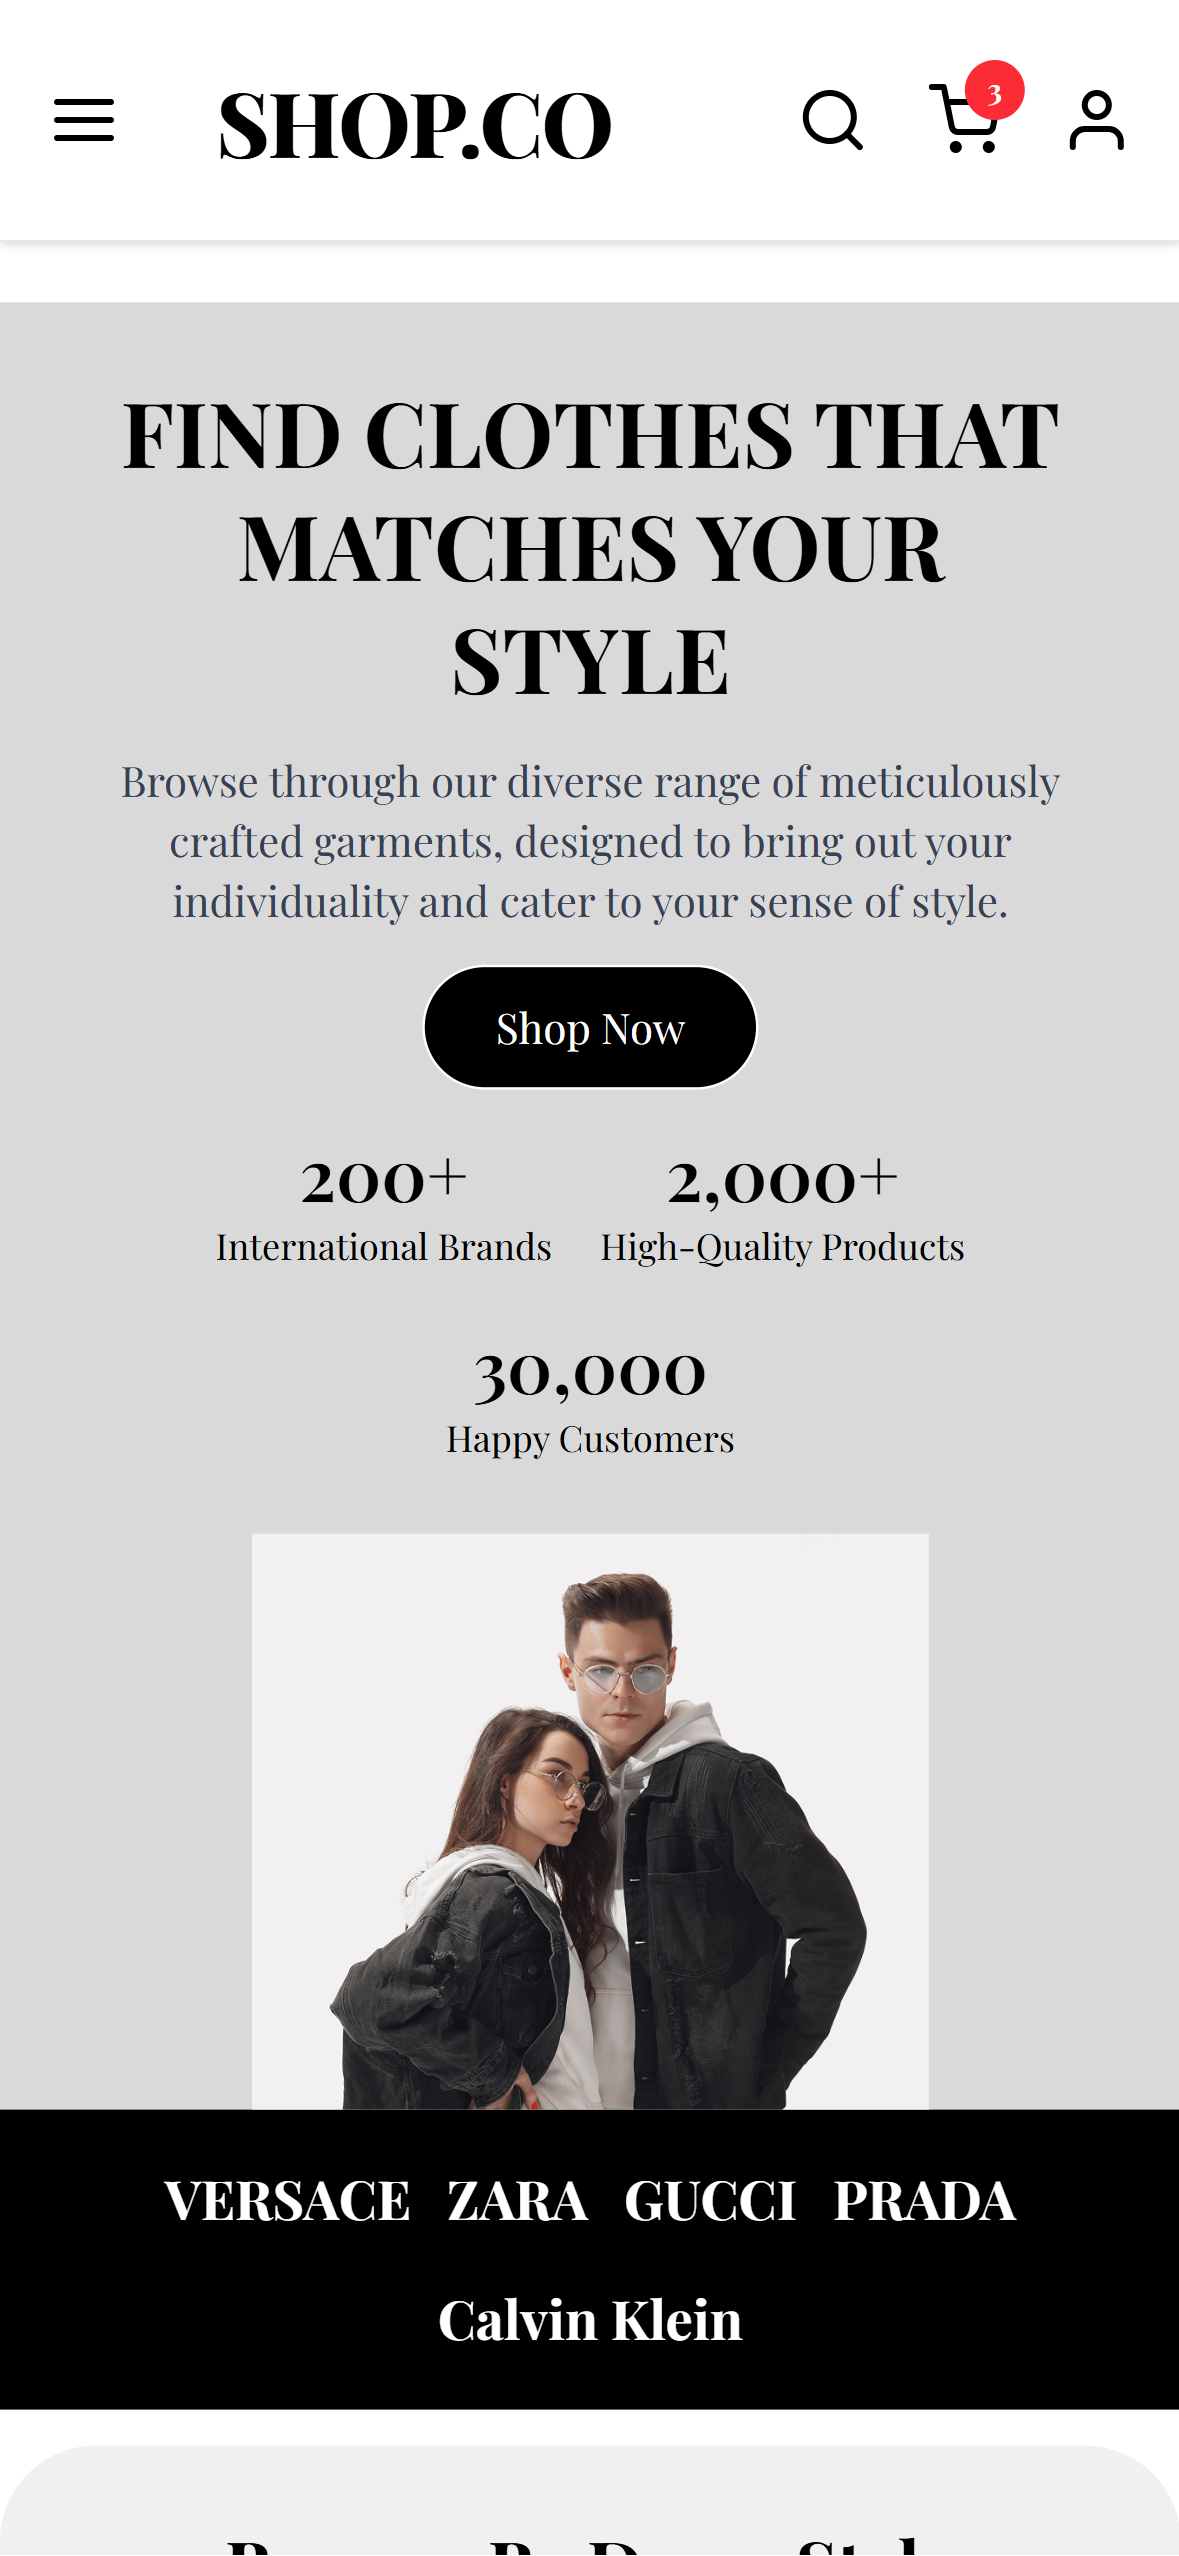 SHOP.CO
3
FIND CLOTHES THAT
MATCHES YOUR
STYLE
Browse through our diverse range of meticulously
crafted garments, designed to bring out your
individuality and cater to your sense of style.
Shop Now
200+ 2,000+
International Brands High-Quality Products
30,000
Happy Customers
VERSACE ZARA GUCCI PRADA
Calvin Klein